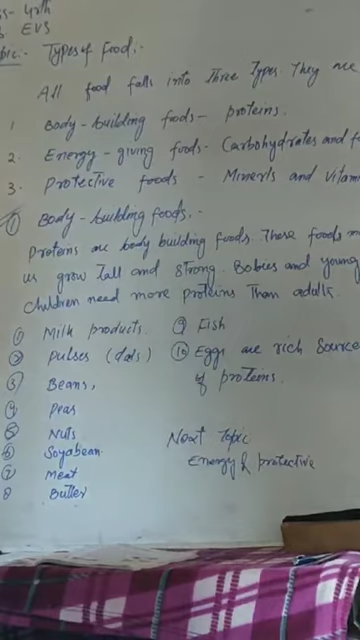 4th
EVS
Topic:- Types of Food.-
All food falls into Three Types. They are
1. Body-building foods- proteins.
2. Energy-giving foods- Carbohydrates and
3. Protective foods - Minerls and Vitam
① Body-building foods.-
Proteins are body building foods. These foods
us grow Tall and Strong. Babies and young
children need more proteins Than adults.
① Milk products.
② Pulses (dals)
③ Beans,
④ Peas
⑤ Nuts
⑥ Soyabean.
⑦ Meat
8 Butter
⑨ Fish
⑩ Eggs are rich Source
of proteins.
Next Topic
Energy & protective